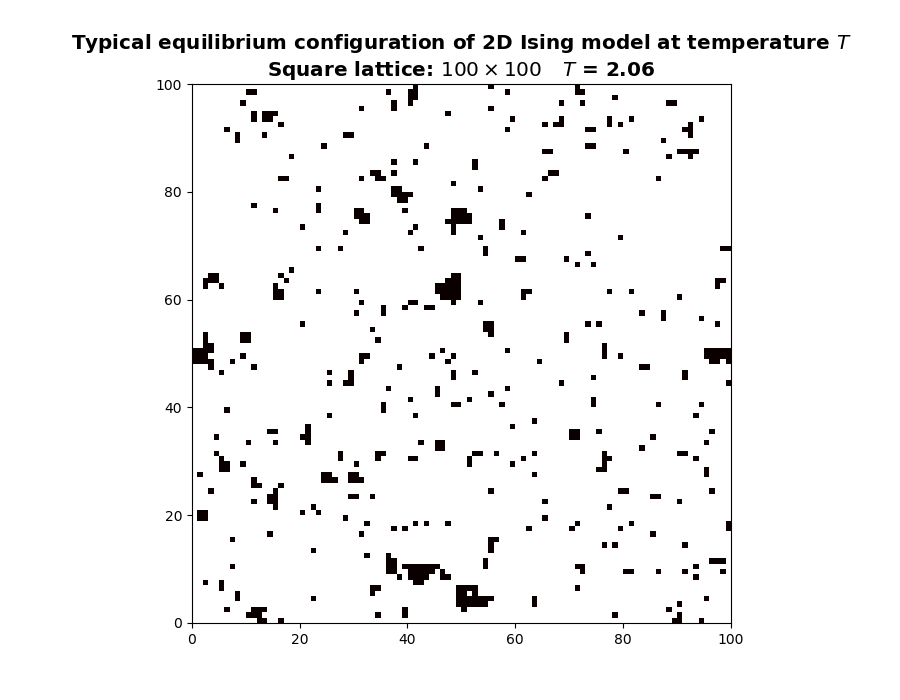 Typical equilibrium configuration of 2D Ising model at temperature T
Square lattice: 100 × 100 T = 2.06
100
80
60
40
20
0
0 20 40 60 80 100